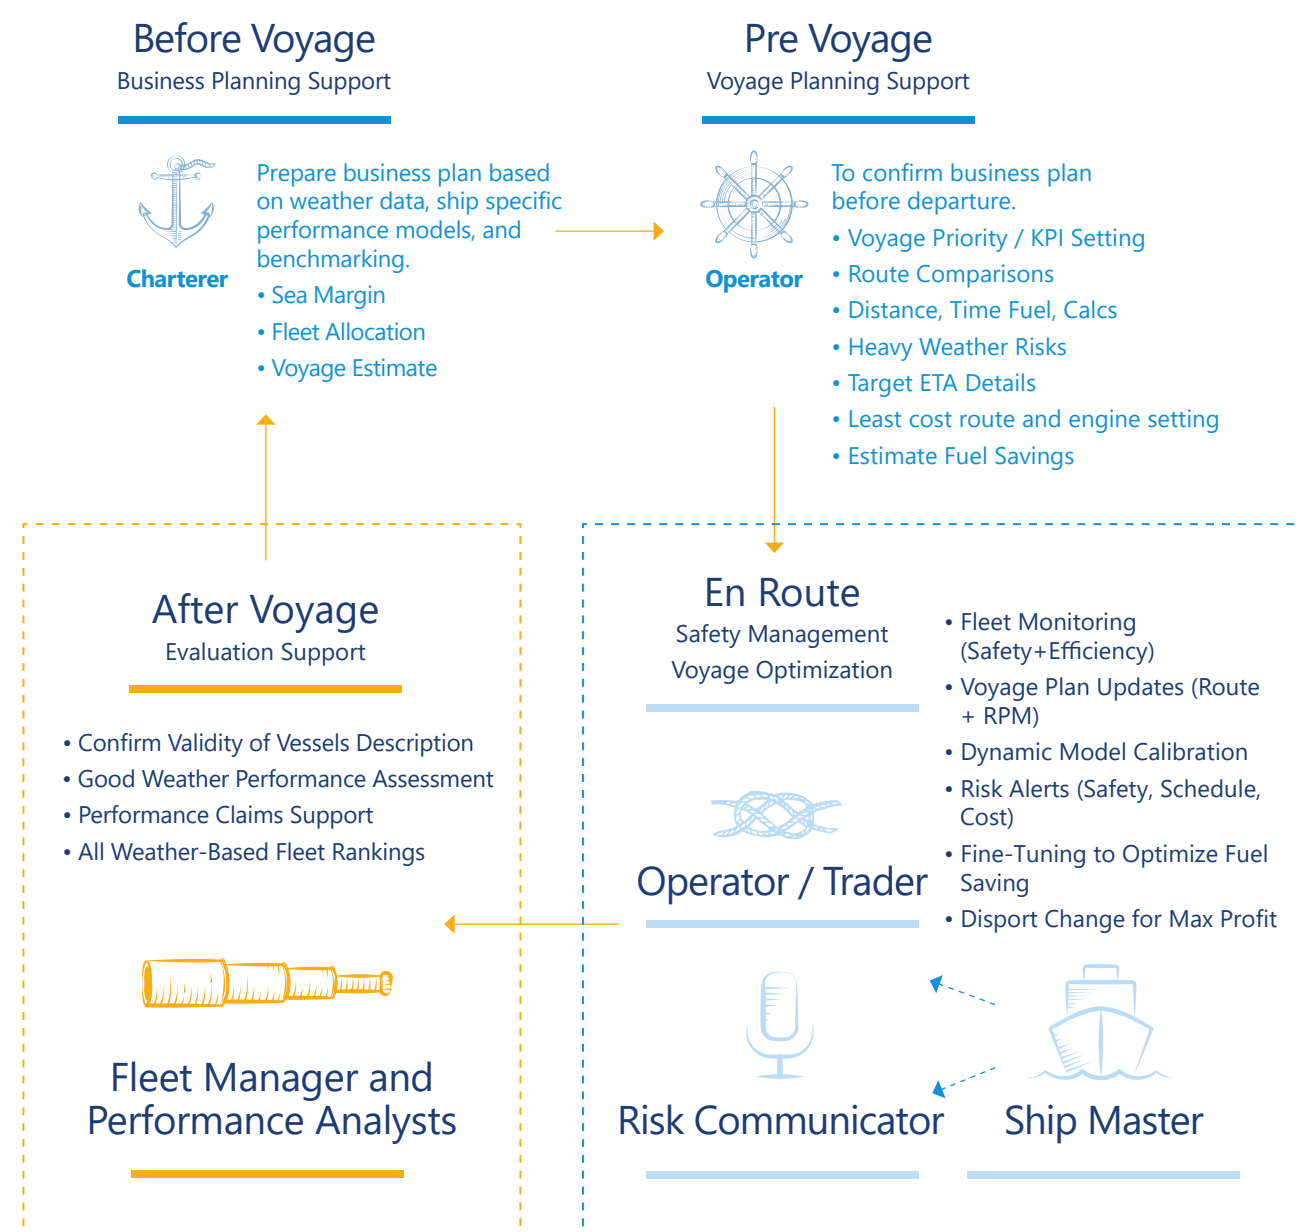 Before Voyage
Business Planning Support
Charterer
Prepare business plan based
on weather data, ship specific
performance models, and
benchmarking.
• Sea Margin
• Fleet Allocation
• Voyage Estimate
Pre Voyage
Voyage Planning Support
Operator
To confirm business plan
before departure.
• Voyage Priority / KPI Setting
• Route Comparisons
• Distance, Time Fuel, Calcs
• Heavy Weather Risks
• Target ETA Details
• Least cost route and engine setting
• Estimate Fuel Savings
En Route
Safety Management
Voyage Optimization
• Fleet Monitoring
(Safety+Efficiency)
• Voyage Plan Updates (Route
+ RPM)
• Dynamic Model Calibration
• Risk Alerts (Safety, Schedule,
Cost)
• Fine-Tuning to Optimize Fuel
Saving
• Disport Change for Max Profit
Operator / Trader
Risk Communicator
Ship Master
After Voyage
Evaluation Support
• Confirm Validity of Vessels Description
• Good Weather Performance Assessment
• Performance Claims Support
• All Weather-Based Fleet Rankings
Fleet Manager and
Performance Analysts